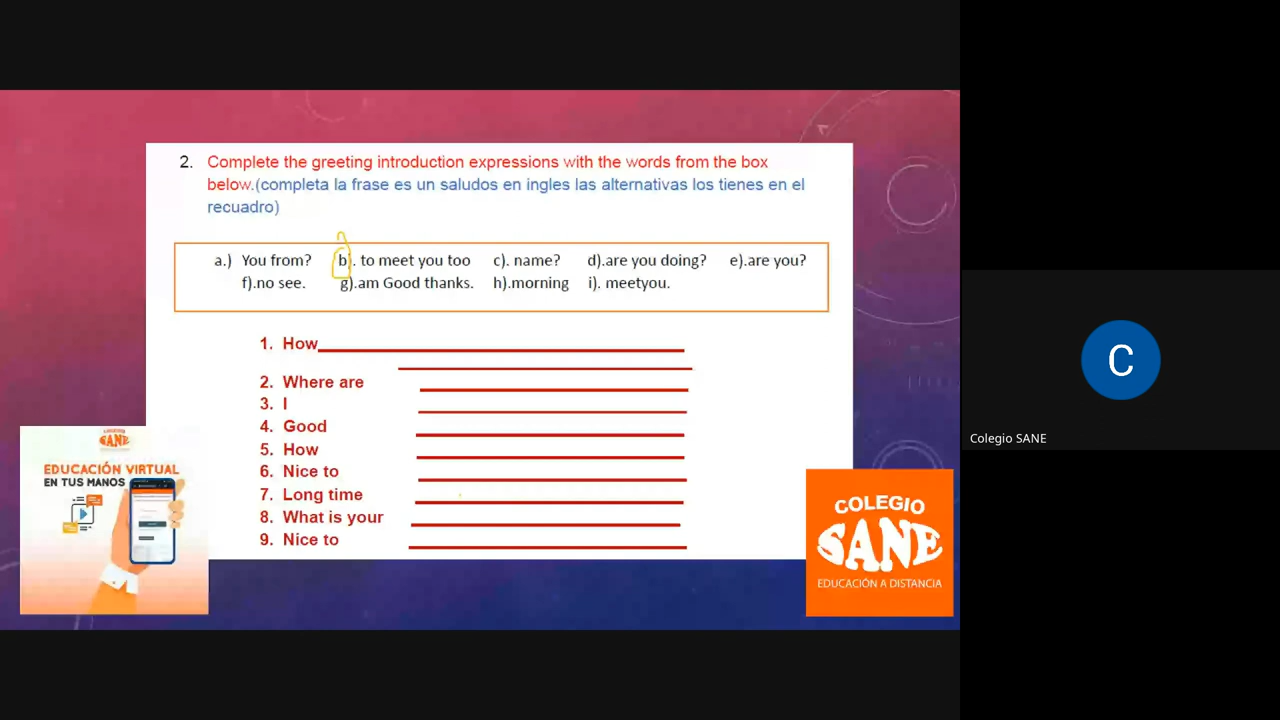 2. Complete the greeting introduction expressions with the words from the box
below.(completa la frase es un saludos en ingles las alternativas los tienes en el
recuadro)
a.) You from? b). to meet you too c). name? d).are you doing? e).are you?
f).no see. g).am Good thanks. h).morning i). meetyou.
1. How
2. Where are
3. I
4. Good
5. How
6. Nice to
7. Long time
8. What is your
9. Nice to
SANE
EDUCACIÓN VIRTUAL
EN TUS MANOS
COLEGIO
SANE
EDUCACIÓN A DISTANCIA
C
Colegio SANE